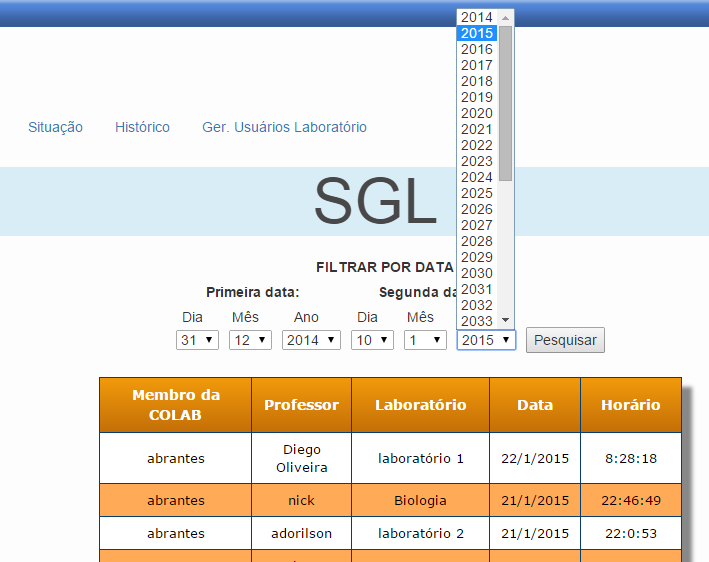 2014
2015
2016
2017
2018
2019
2020
2021
2022
2023
2024
2025
2026
2027
2028
2029
2030
2031
2032
2033
Situação Histórico Ger. Usuários Laboratório
SGL
FILTRAR POR DATA
Primeira data: Segunda da
Dia Mês Ano Dia Mês
31 12 2014 10 1 2015 Pesquisar
Membro da COLAB Professor Laboratório Data Horário
abrantes Diego Oliveira laboratório 1 22/1/2015 8:28:18
abrantes nick Biologia 21/1/2015 22:46:49
abrantes adorilson laboratório 2 21/1/2015 22:0:53